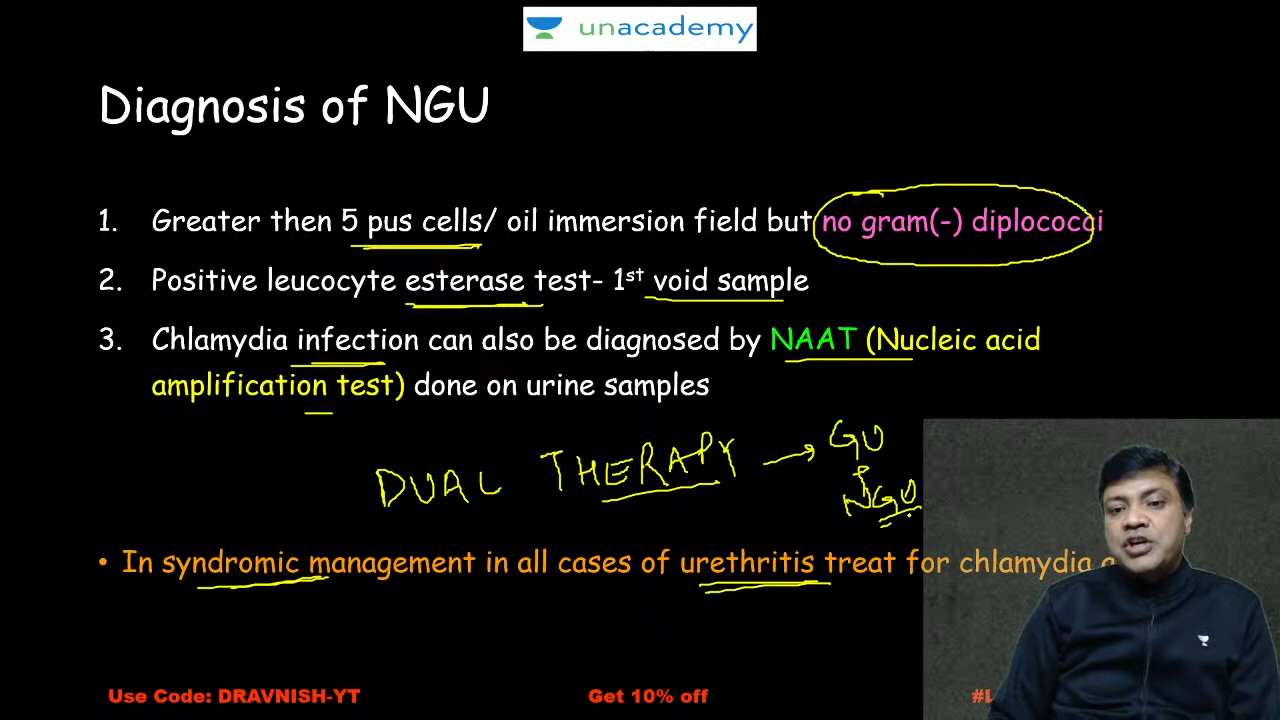 unacademy
Diagnosis of NGU
1. Greater then 5 pus cells/ oil immersion field but no gram(-) diplococci
2. Positive leucocyte esterase test- 1st void sample
3. Chlamydia infection can also be diagnosed by NAAT (Nucleic acid
amplification test) done on urine samples
DUAL THERAPY → GU
+
NGU
• In syndromic management in all cases of urethritis treat for chlamydia
Use Code: DRAVNISH-YT
Get 10% off